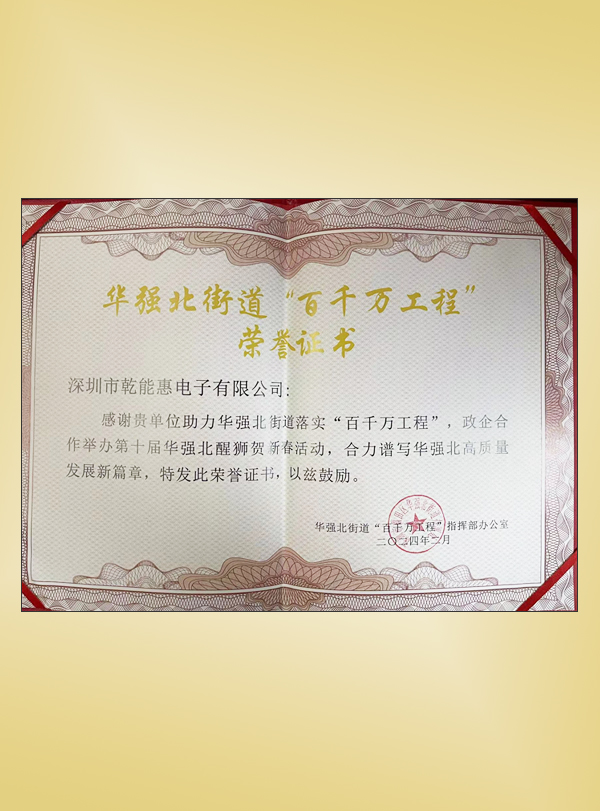 华强北街道“百千万工程”
荣誉证书
深圳市乾能惠电子有限公司：
感谢贵单位助力华强北街道落实“百千万工程”，政企合
作举办第十届华强北醒狮贺新春活动，合力谱写华强北高质量
发展新篇章，特发此荣誉证书，以兹鼓励。
华强北街道“百千万工程”指挥部办公室
二〇二四年二月